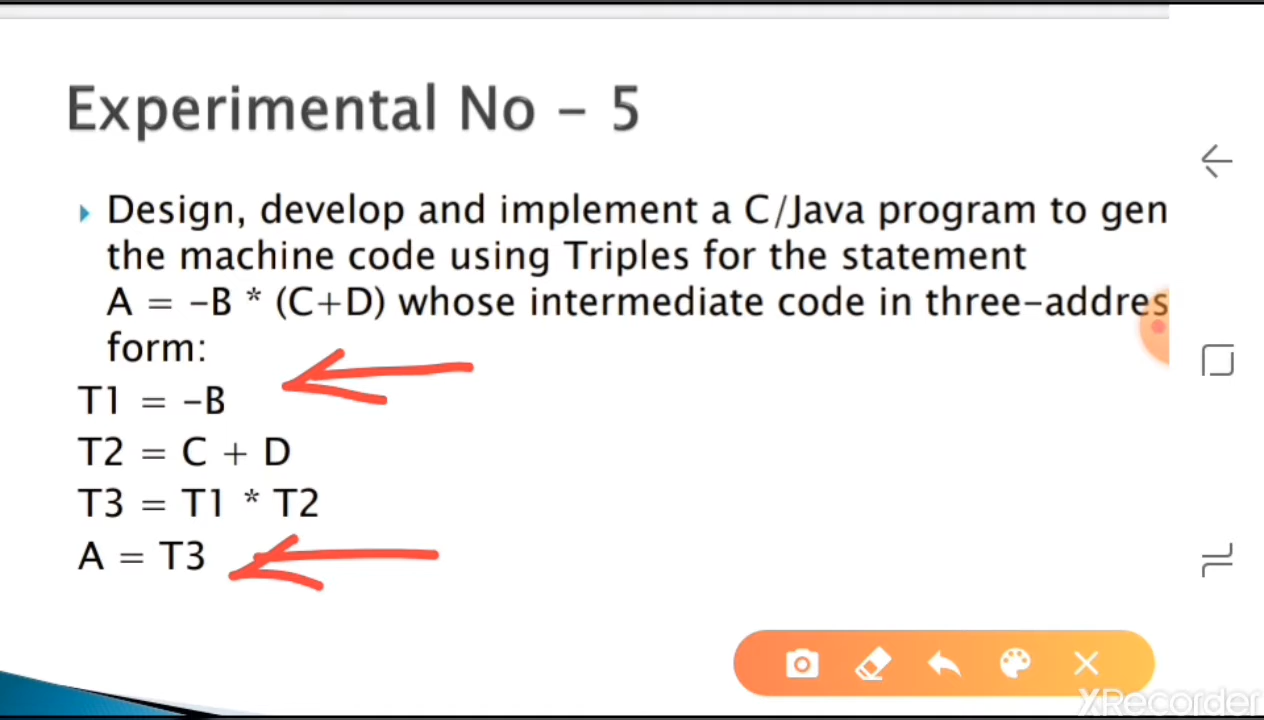 Experimental No – 5
Design, develop and implement a C/Java program to gen
the machine code using Triples for the statement
A = –B * (C+D) whose intermediate code in three–addres
form:
T1 = –B
T2 = C + D
T3 = T1 * T2
A = T3
XRecorder